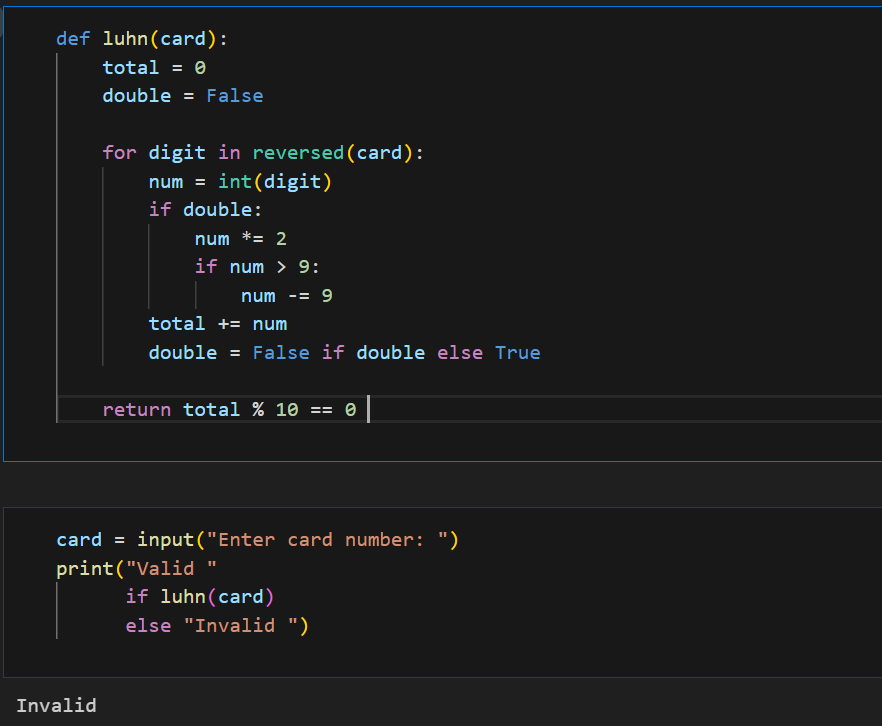 def luhn(card):
    total = 0
    double = False
    for digit in reversed(card):
        num = int(digit)
        if double:
            num *= 2
            if num > 9:
                num -= 9
        total += num
        double = False if double else True
    return total % 10 == 0
card = input("Enter card number: ")
print("Valid "
      if luhn(card)
      else "Invalid ")
Invalid